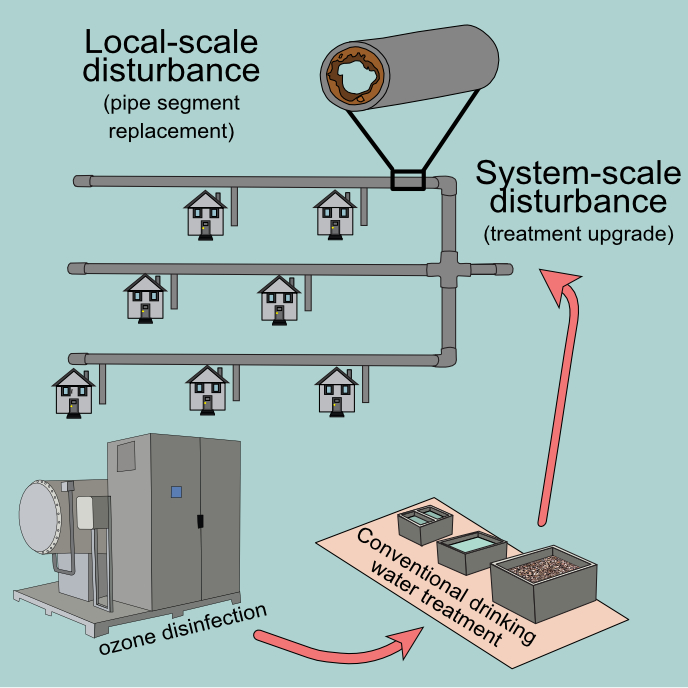 Local-scale
disturbance
(pipe segment
replacement)
System-scale
disturbance
(treatment upgrade)
Conventional drinking
water treatment
ozone disinfection